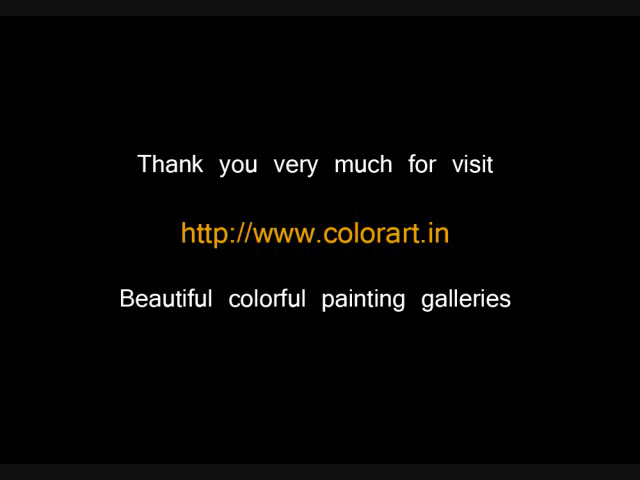 Thank you very much for visit
http://www.colorart.in
Beautiful colorful painting galleries